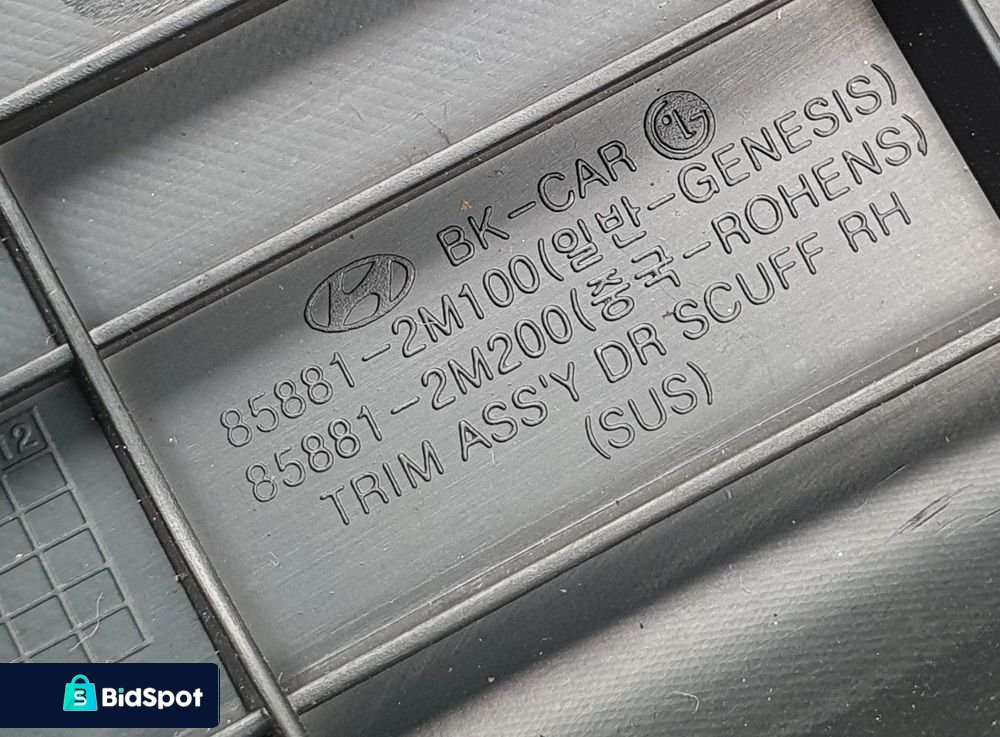 BK-CAR
85881-2M100(일반-GENESIS)
85881-2M200(중국-ROHENS)
TRIM ASS'Y DR SCUFF RH
(SUS)
12
BidSpot